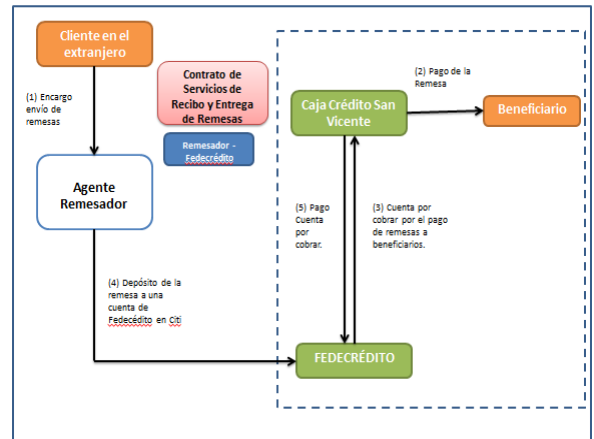 Cliente en el
extranjero
(1) Encargo
envío de
remesas
Contrato de
Servicios de
Recibo y Entrega
de Remesas
Remesador -
Fedecrédito
Agente
Remesador
(2) Pago de la
Remesa
Caja Crédito San
Vicente
Beneficiario
(5) Pago
Cuenta
por
cobrar.
(3) Cuenta por
cobrar por el pago
de remesas a
beneficiarios.
(4) Depósito de la
remesa a una
cuenta de
Fedecédito en Citi
FEDECRÉDITO